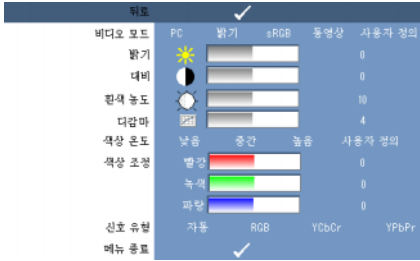 뒤로
비디오 모드 PC 밝기 sRGB 동영상 사용자 정의
밝기 0
대비 0
흰색 농도 10
디감마 4
색상 온도 낮음 중간 높음 사용자 정의
색상 조정 빨강 0
녹색 0
파랑 0
신호 유형 자동 RGB YCbCr YPbPr
메뉴 종료